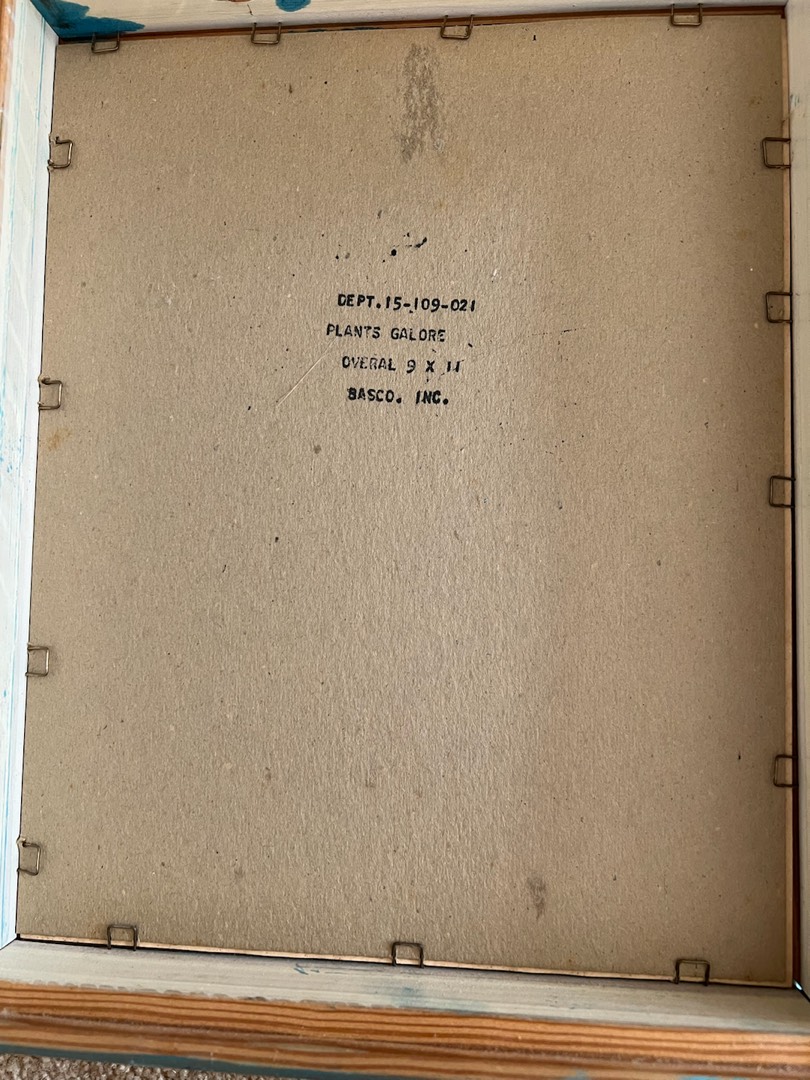 DEPT.15-109-021
PLANTS GALORE
OVERAL 9 X 11
BASCO. INC.